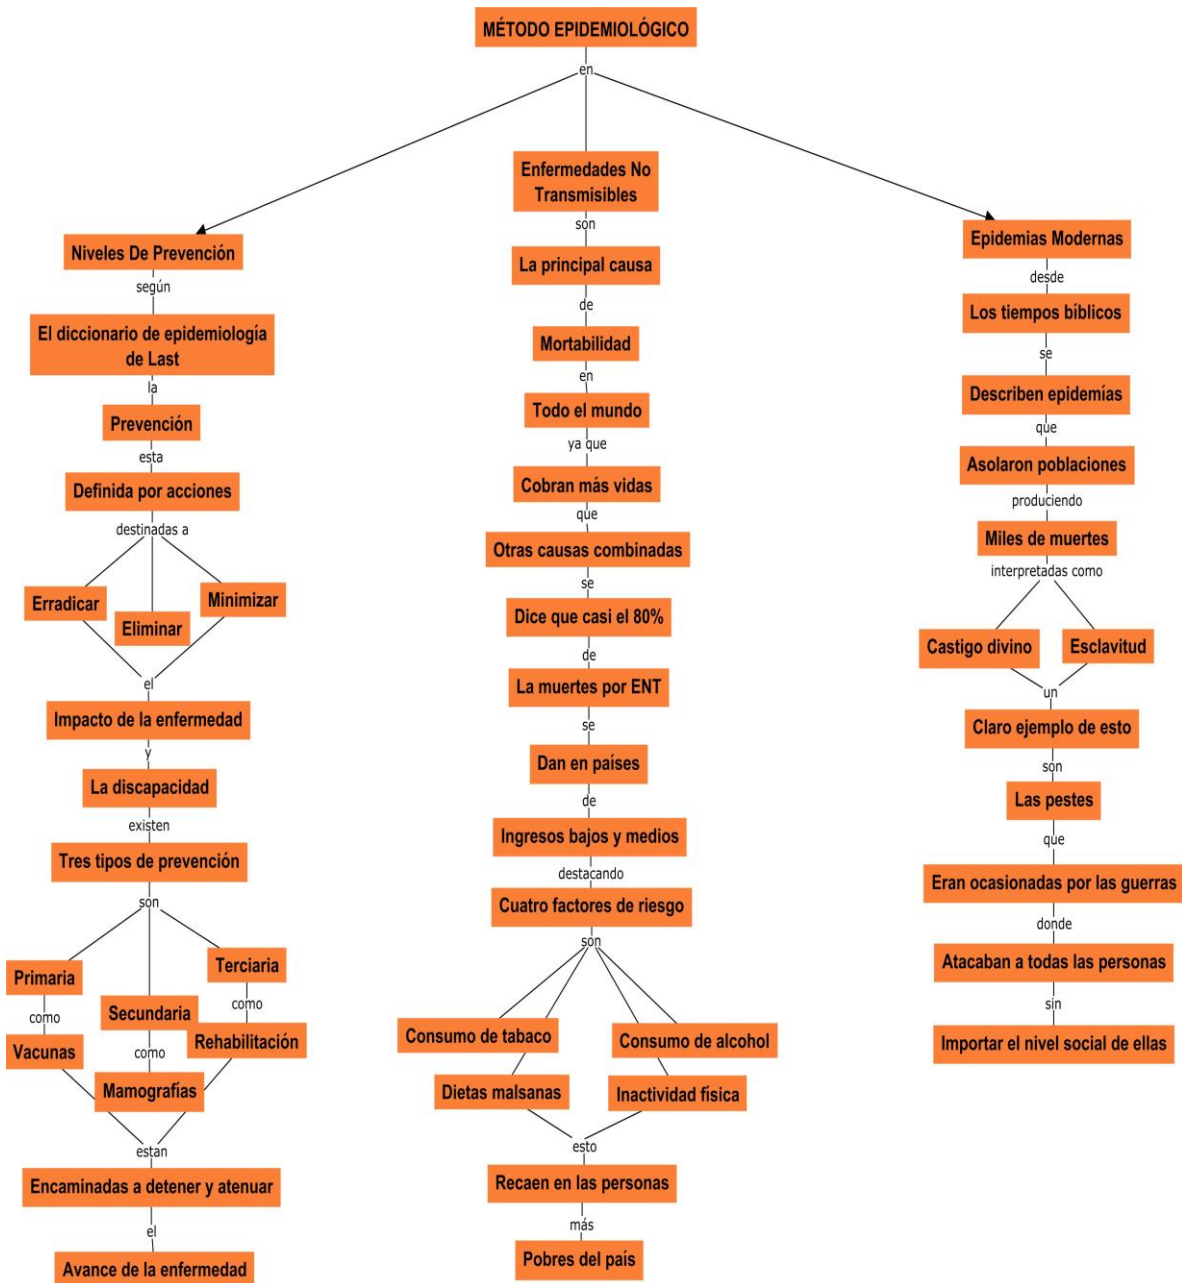 MÉTODO EPIDEMIOLÓGICO
en
Niveles De Prevención
según
El diccionario de epidemiología
de Last
la
Prevención
esta
Definida por acciones
destinadas a
Erradicar
Eliminar
Minimizar
el
Impacto de la enfermedad
y
La discapacidad
existen
Tres tipos de prevención
son
Primaria
como
Vacunas
Secundaria
como
Mamografías
Terciaria
como
Rehabilitación
estan
Encaminadas a detener y atenuar
el
Avance de la enfermedad
Enfermedades No
Transmisibles
son
La principal causa
de
Mortabilidad
en
Todo el mundo
ya que
Cobran más vidas
que
Otras causas combinadas
se
Dice que casi el 80%
de
La muertes por ENT
se
Dan en países
de
Ingresos bajos y medios
destacando
Cuatro factores de riesgo
son
Consumo de tabaco
Dietas malsanas
Consumo de alcohol
Inactividad física
esto
Recaen en las personas
más
Pobres del país
Epidemias Modernas
desde
Los tiempos bíblicos
se
Describen epidemías
que
Asolaron poblaciones
produciendo
Miles de muertes
interpretadas como
Castigo divino
Esclavitud
un
Claro ejemplo de esto
son
Las pestes
que
Eran ocasionadas por las guerras
donde
Atacaban a todas las personas
sin
Importar el nivel social de ellas